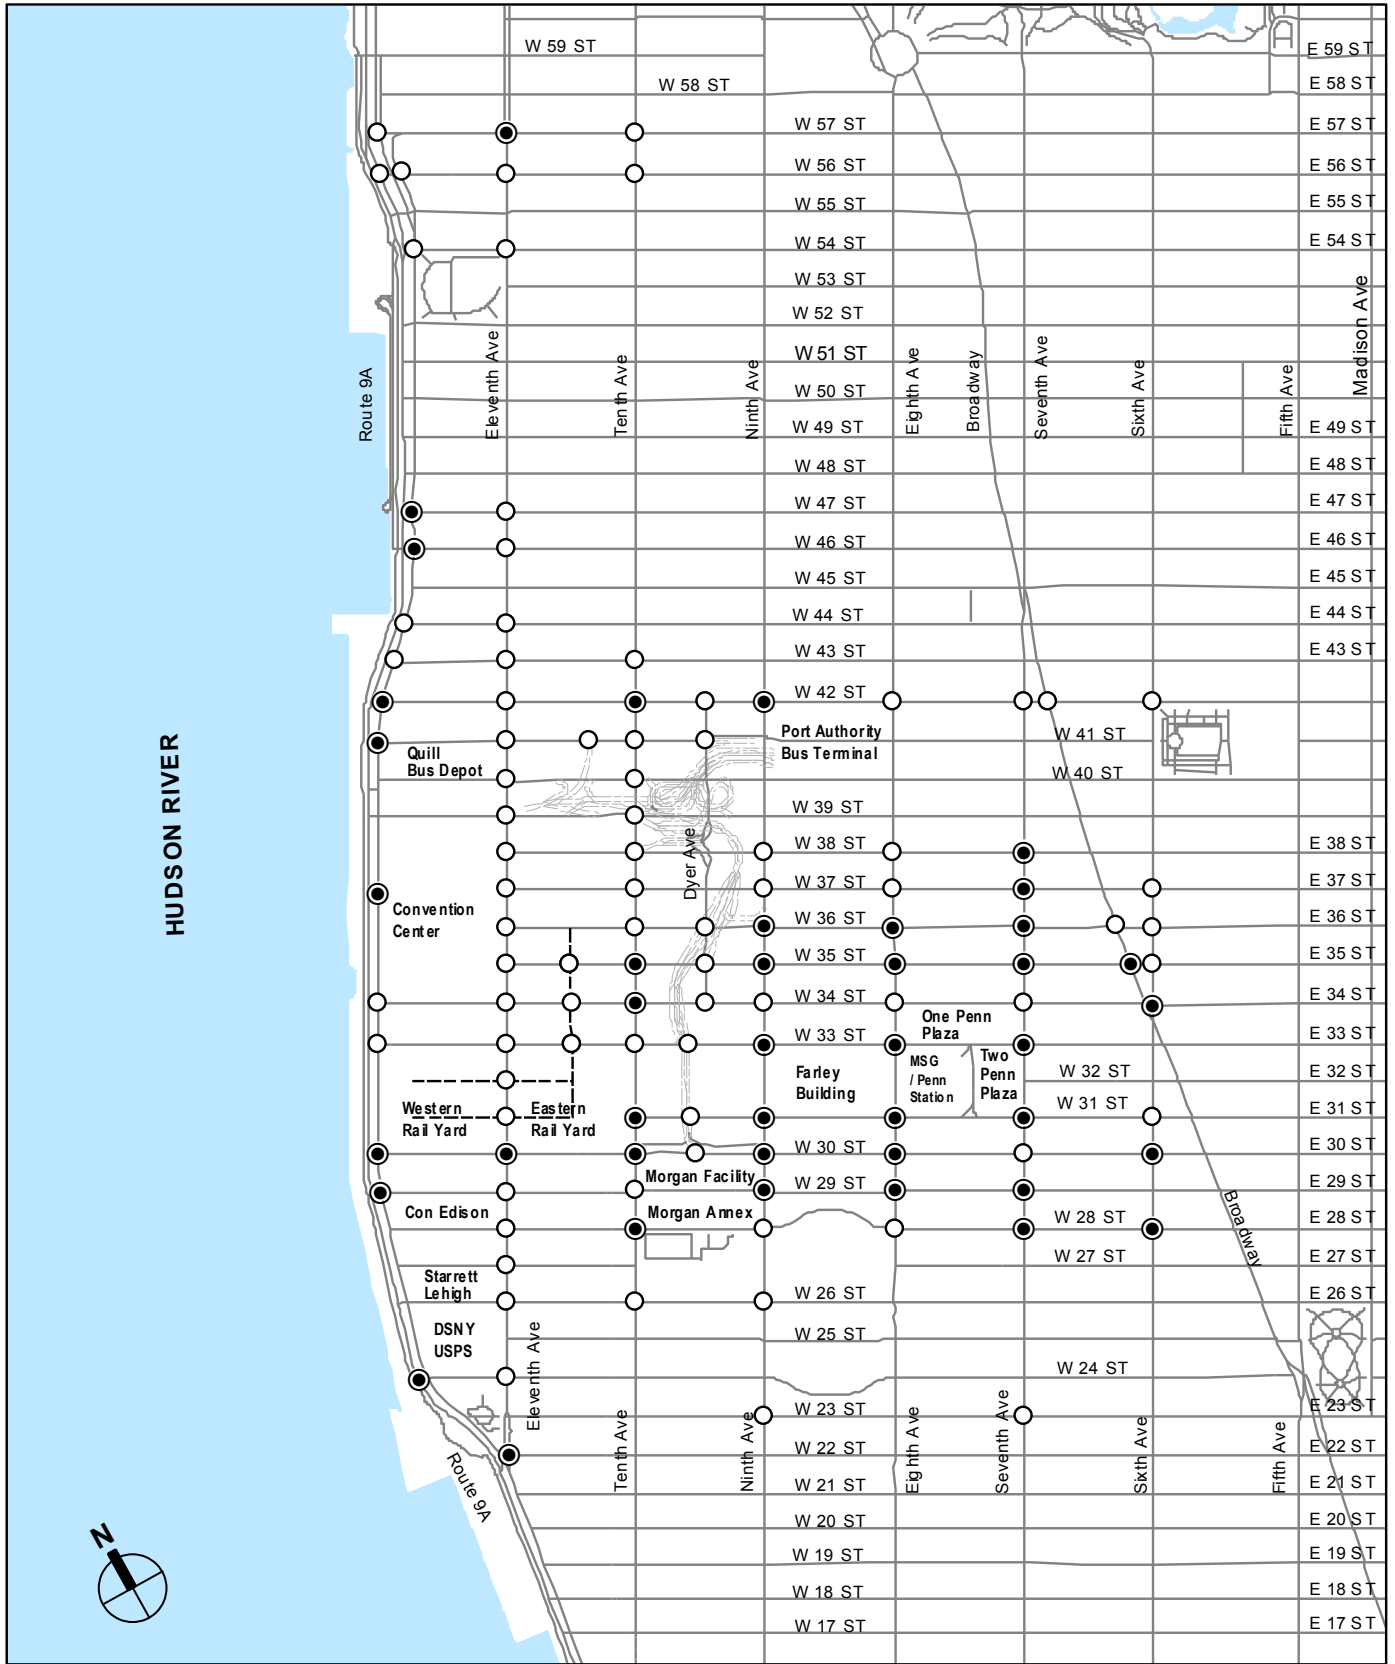 W 59 ST
E 59 ST
W 58 ST
E 58 ST
W 57 ST
E 57 ST
W 56 ST
E 56 ST
W 55 ST
E 55 ST
W 54 ST
E 54 ST
W 53 ST
W 52 ST
W 51 ST
W 50 ST
Route 9A
Eleventh Ave
Tenth Ave
Ninth Ave
Eighth Ave
Broadway
Seventh Ave
Sixth Ave
Fifth Ave
Madison Ave
W 49 ST
E 49 ST
W 48 ST
E 48 ST
W 47 ST
E 47 ST
W 46 ST
E 46 ST
W 45 ST
E 45 ST
W 44 ST
E 44 ST
W 43 ST
E 43 ST
W 42 ST
HUDSON RIVER
Quill
Bus Depot
Port Authority
Bus Terminal
W 41 ST
W 40 ST
W 39 ST
Dyer Ave
W 38 ST
E 38 ST
W 37 ST
E 37 ST
Convention
Center
W 36 ST
E 36 ST
W 35 ST
E 35 ST
W 34 ST
E 34 ST
One Penn
Plaza
W 33 ST
E 33 ST
Farley
Building
MSG
/ Penn
Station
Two
Penn
Plaza
W 32 ST
E 32 ST
Western
Rail Yard
Eastern
Rail Yard
W 31 ST
E 31 ST
W 30 ST
E 30 ST
Morgan Facility
W 29 ST
E 29 ST
Con Edison
Morgan Annex
W 28 ST
E 28 ST
Broadway
W 27 ST
E 27 ST
Starrett
Lehigh
W 26 ST
E 26 ST
DSNY
USPS
W 25 ST
E 25 ST
W 24 ST
Eleventh Ave
W 23 ST
E 23 ST
Tenth Ave
Ninth Ave
Eighth Ave
Seventh Ave
Sixth Ave
Fifth Ave
W 22 ST
E 22 ST
Route 9A
W 21 ST
E 21 ST
W 20 ST
E 20 ST
N
W 19 ST
E 19 ST
W 18 ST
E 18 ST
W 17 ST
E 17 ST